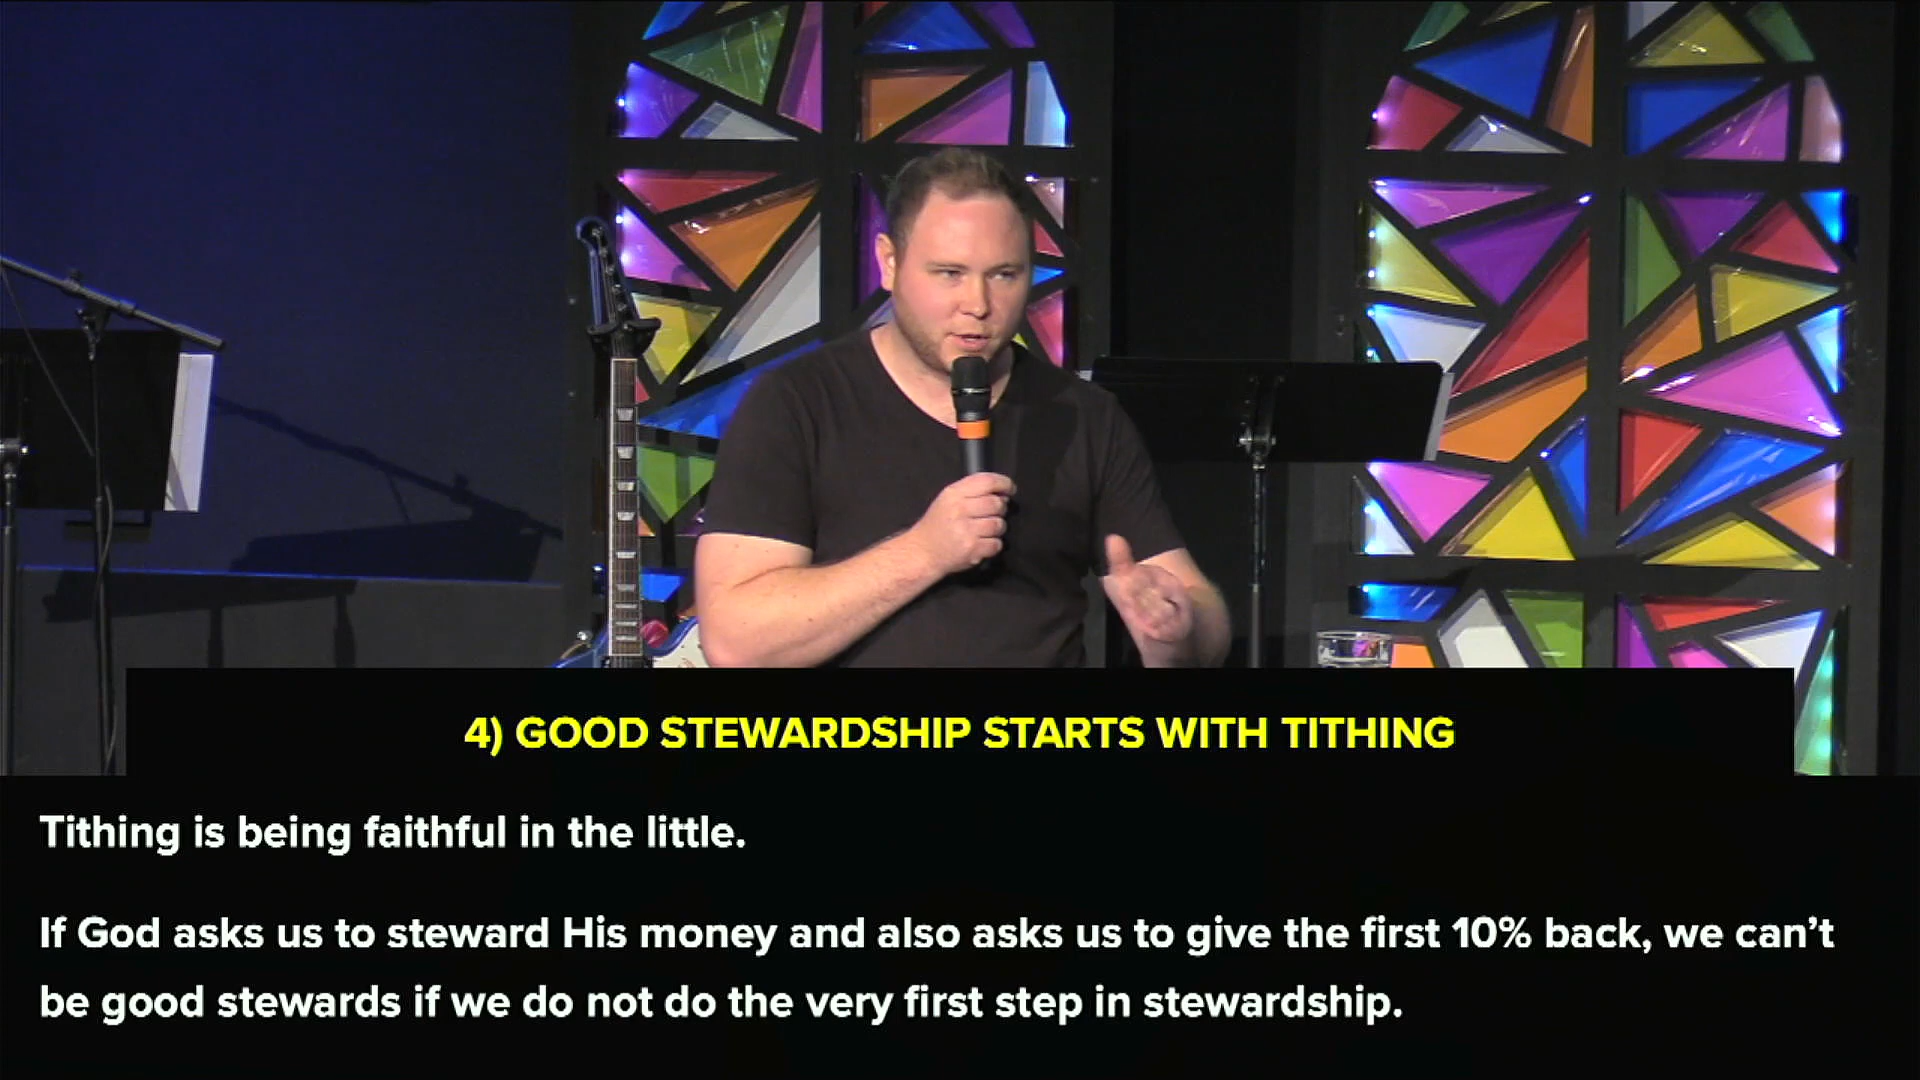 4) GOOD STEWARDSHIP STARTS WITH TITHING
Tithing is being faithful in the little.
If God asks us to steward His money and also asks us to give the first 10% back, we can’t
be good stewards if we do not do the very first step in stewardship.